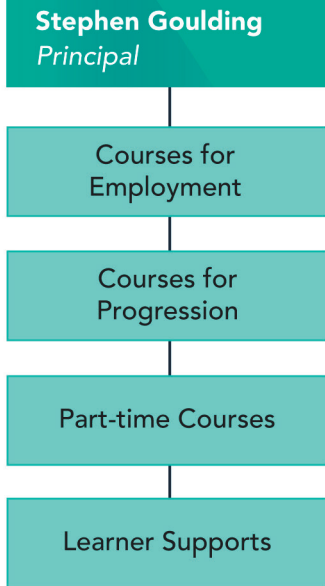 Stephen Goulding
Principal
Courses for
Employment
Courses for
Progression
Part-time Courses
Learner Supports